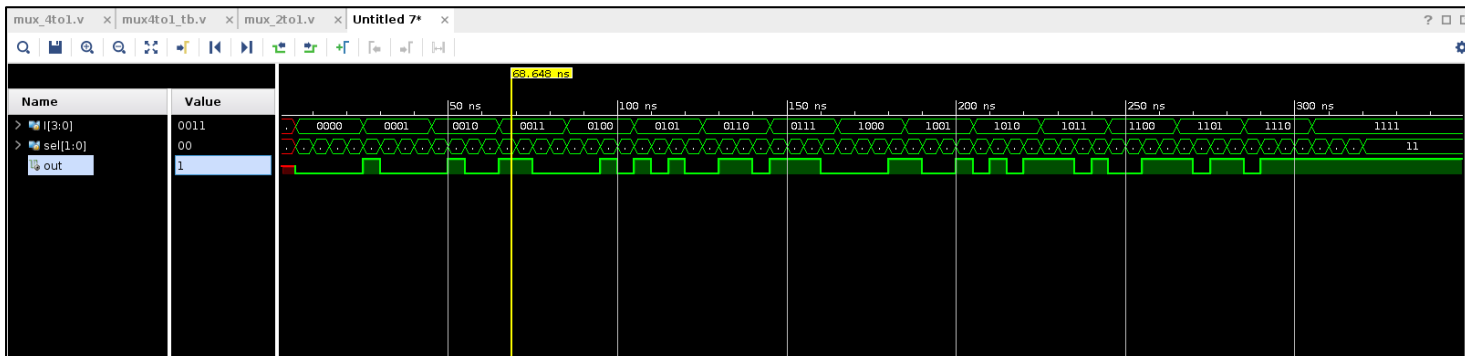 mux_4to1.v × mux4to1_tb.v × mux_2to1.v × Untitled 7* × ?
68.648 ns
Name Value 50 ns 100 ns 150 ns 200 ns 250 ns 300 ns
> I[3:0] 0011 . 0000 0001 0010 0011 0100 0101 0110 0111 1000 1001 1010 1011 1100 1101 1110 1111
> sel[1:0] 00 11
out 1